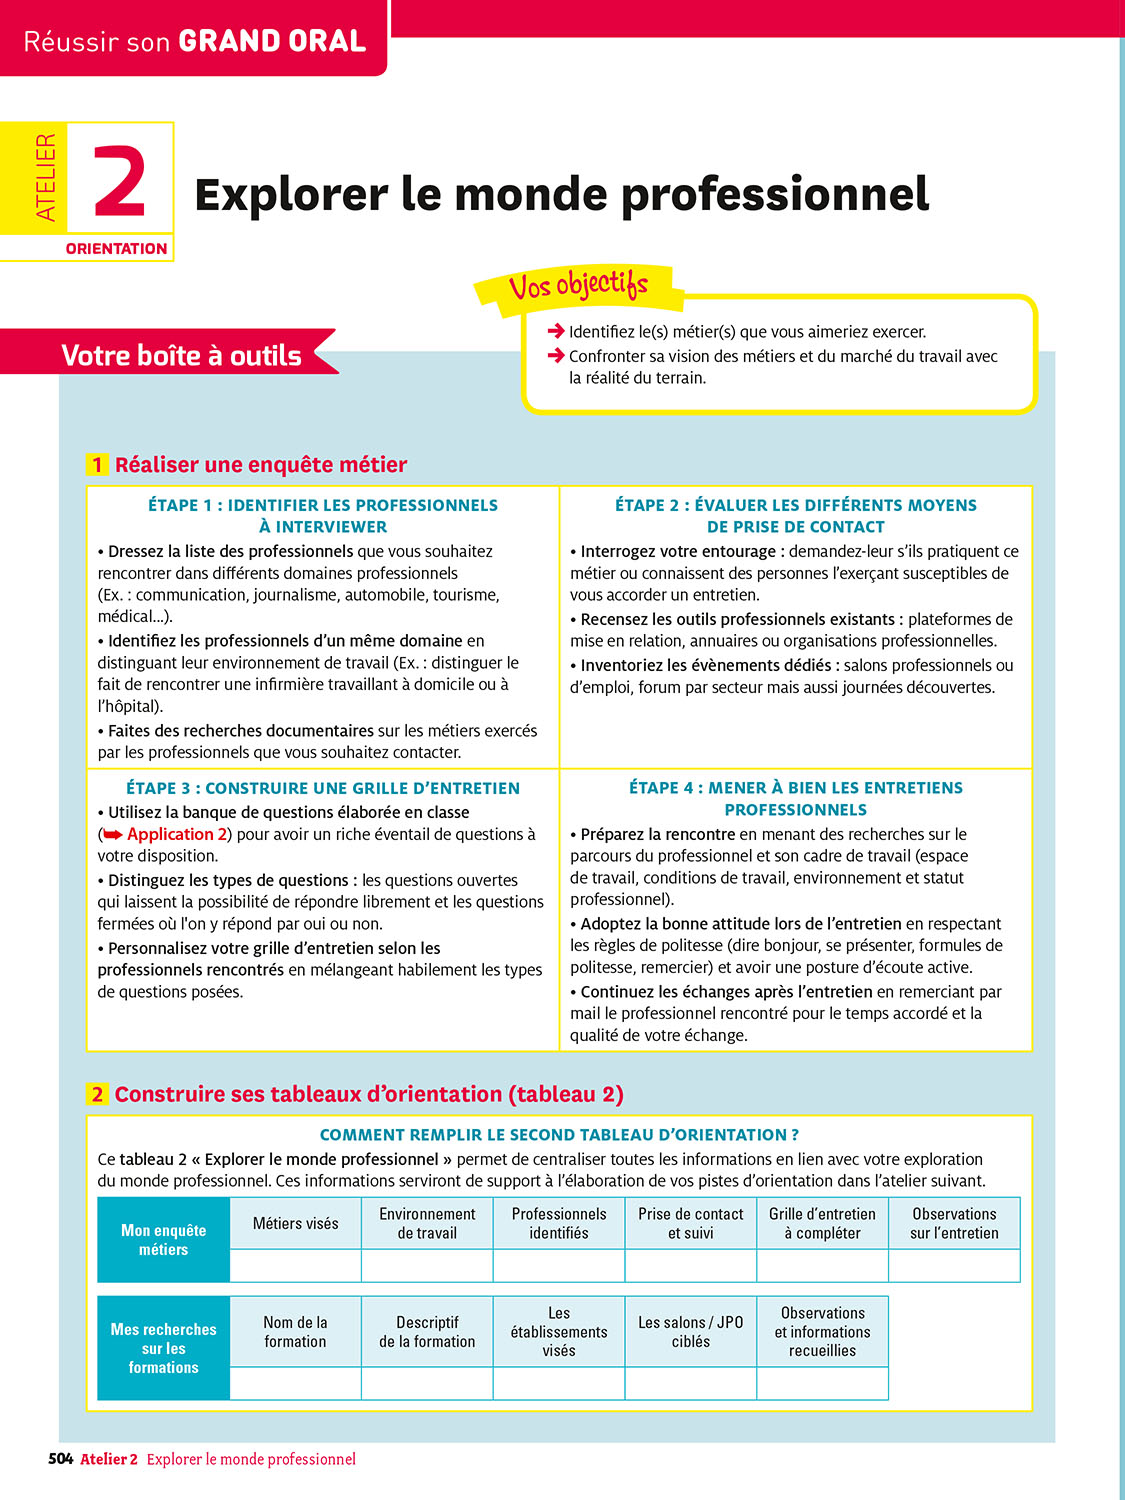 Réussir son GRAND ORAL
ATELIER
2
ORIENTATION
Explorer le monde professionnel
Vos objectifs
➔ Identifiez le(s) métier(s) que vous aimeriez exercer.
➔ Confronter sa vision des métiers et du marché du travail avec
la réalité du terrain.
Votre boîte à outils
1 Réaliser une enquête métier
ÉTAPE 1 : IDENTIFIER LES PROFESSIONNELS
À INTERVIEWER
• Dressez la liste des professionnels que vous souhaitez
rencontrer dans différents domaines professionnels
(Ex. : communication, journalisme, automobile, tourisme,
médical...).
• Identifiez les professionnels d'un même domaine en
distinguant leur environnement de travail (Ex. : distinguer le
fait de rencontrer une infirmière travaillant à domicile ou à
l'hôpital).
• Faites des recherches documentaires sur les métiers exercés
par les professionnels que vous souhaitez contacter.
ÉTAPE 2 : ÉVALUER LES DIFFÉRENTS MOYENS
DE PRISE DE CONTACT
• Interrogez votre entourage : demandez-leur s'ils pratiquent ce
métier ou connaissent des personnes l'exerçant susceptibles de
vous accorder un entretien.
• Recensez les outils professionnels existants : plateformes de
mise en relation, annuaires ou organisations professionnelles.
• Inventoriez les évènements dédiés : salons professionnels ou
d'emploi, forum par secteur mais aussi journées découvertes.
ÉTAPE 3 : CONSTRUIRE UNE GRILLE D'ENTRETIEN
• Utilisez la banque de questions élaborée en classe
(➥ Application 2) pour avoir un riche éventail de questions à
votre disposition.
• Distinguez les types de questions : les questions ouvertes
qui laissent la possibilité de répondre librement et les questions
fermées où l'on y répond par oui ou non.
• Personnalisez votre grille d'entretien selon les
professionnels rencontrés en mélangeant habilement les types
de questions posées.
ÉTAPE 4 : MENER À BIEN LES ENTRETIENS
PROFESSIONNELS
• Préparez la rencontre en menant des recherches sur le
parcours du professionnel et son cadre de travail (espace
de travail, conditions de travail, environnement et statut
professionnel).
• Adoptez la bonne attitude lors de l'entretien en respectant
les règles de politesse (dire bonjour, se présenter, formules de
politesse, remercier) et avoir une posture d'écoute active.
• Continuez les échanges après l'entretien en remerciant par
mail le professionnel rencontré pour le temps accordé et la
qualité de votre échange.
2 Construire ses tableaux d'orientation (tableau 2)
COMMENT REMPLIR LE SECOND TABLEAU D'ORIENTATION ?
Ce tableau 2 « Explorer le monde professionnel » permet de centraliser toutes les informations en lien avec votre exploration
du monde professionnel. Ces informations serviront de support à l'élaboration de vos pistes d'orientation dans l'atelier suivant.
Mon enquête
métiers
Métiers visés
Environnement
de travail
Professionnels
identifiés
Prise de contact
et suivi
Grille d'entretien
à compléter
Observations
sur l'entretien
Mes recherches
sur les
formations
Nom de la
formation
Descriptif
de la formation
Les
établissements
visés
Les salons / JPO
ciblés
Observations
et informations
recueillies
504 Atelier 2 Explorer le monde professionnel